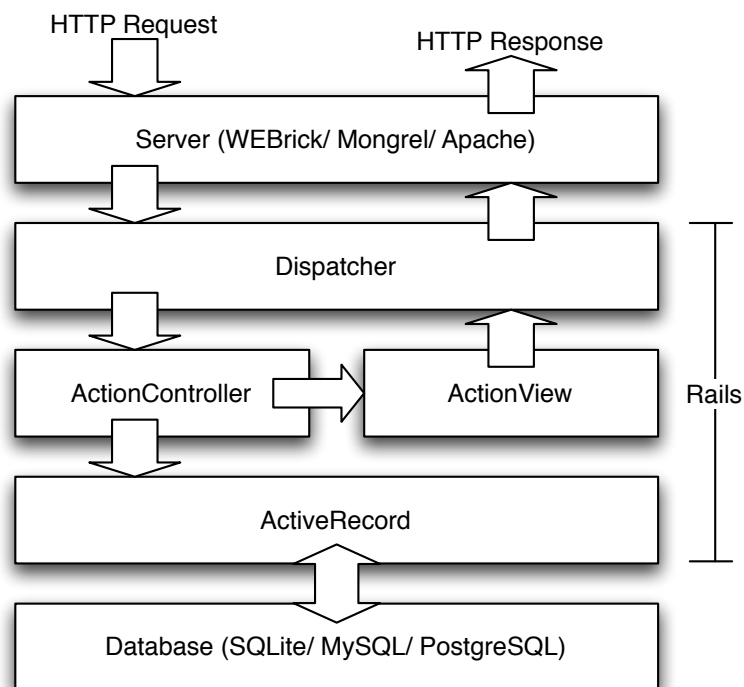 HTTP Request
HTTP Response
Server (WEBrick/ Mongrel/ Apache)
Dispatcher
ActionController
ActionView
Rails
ActiveRecord
Database (SQLite/ MySQL/ PostgreSQL)